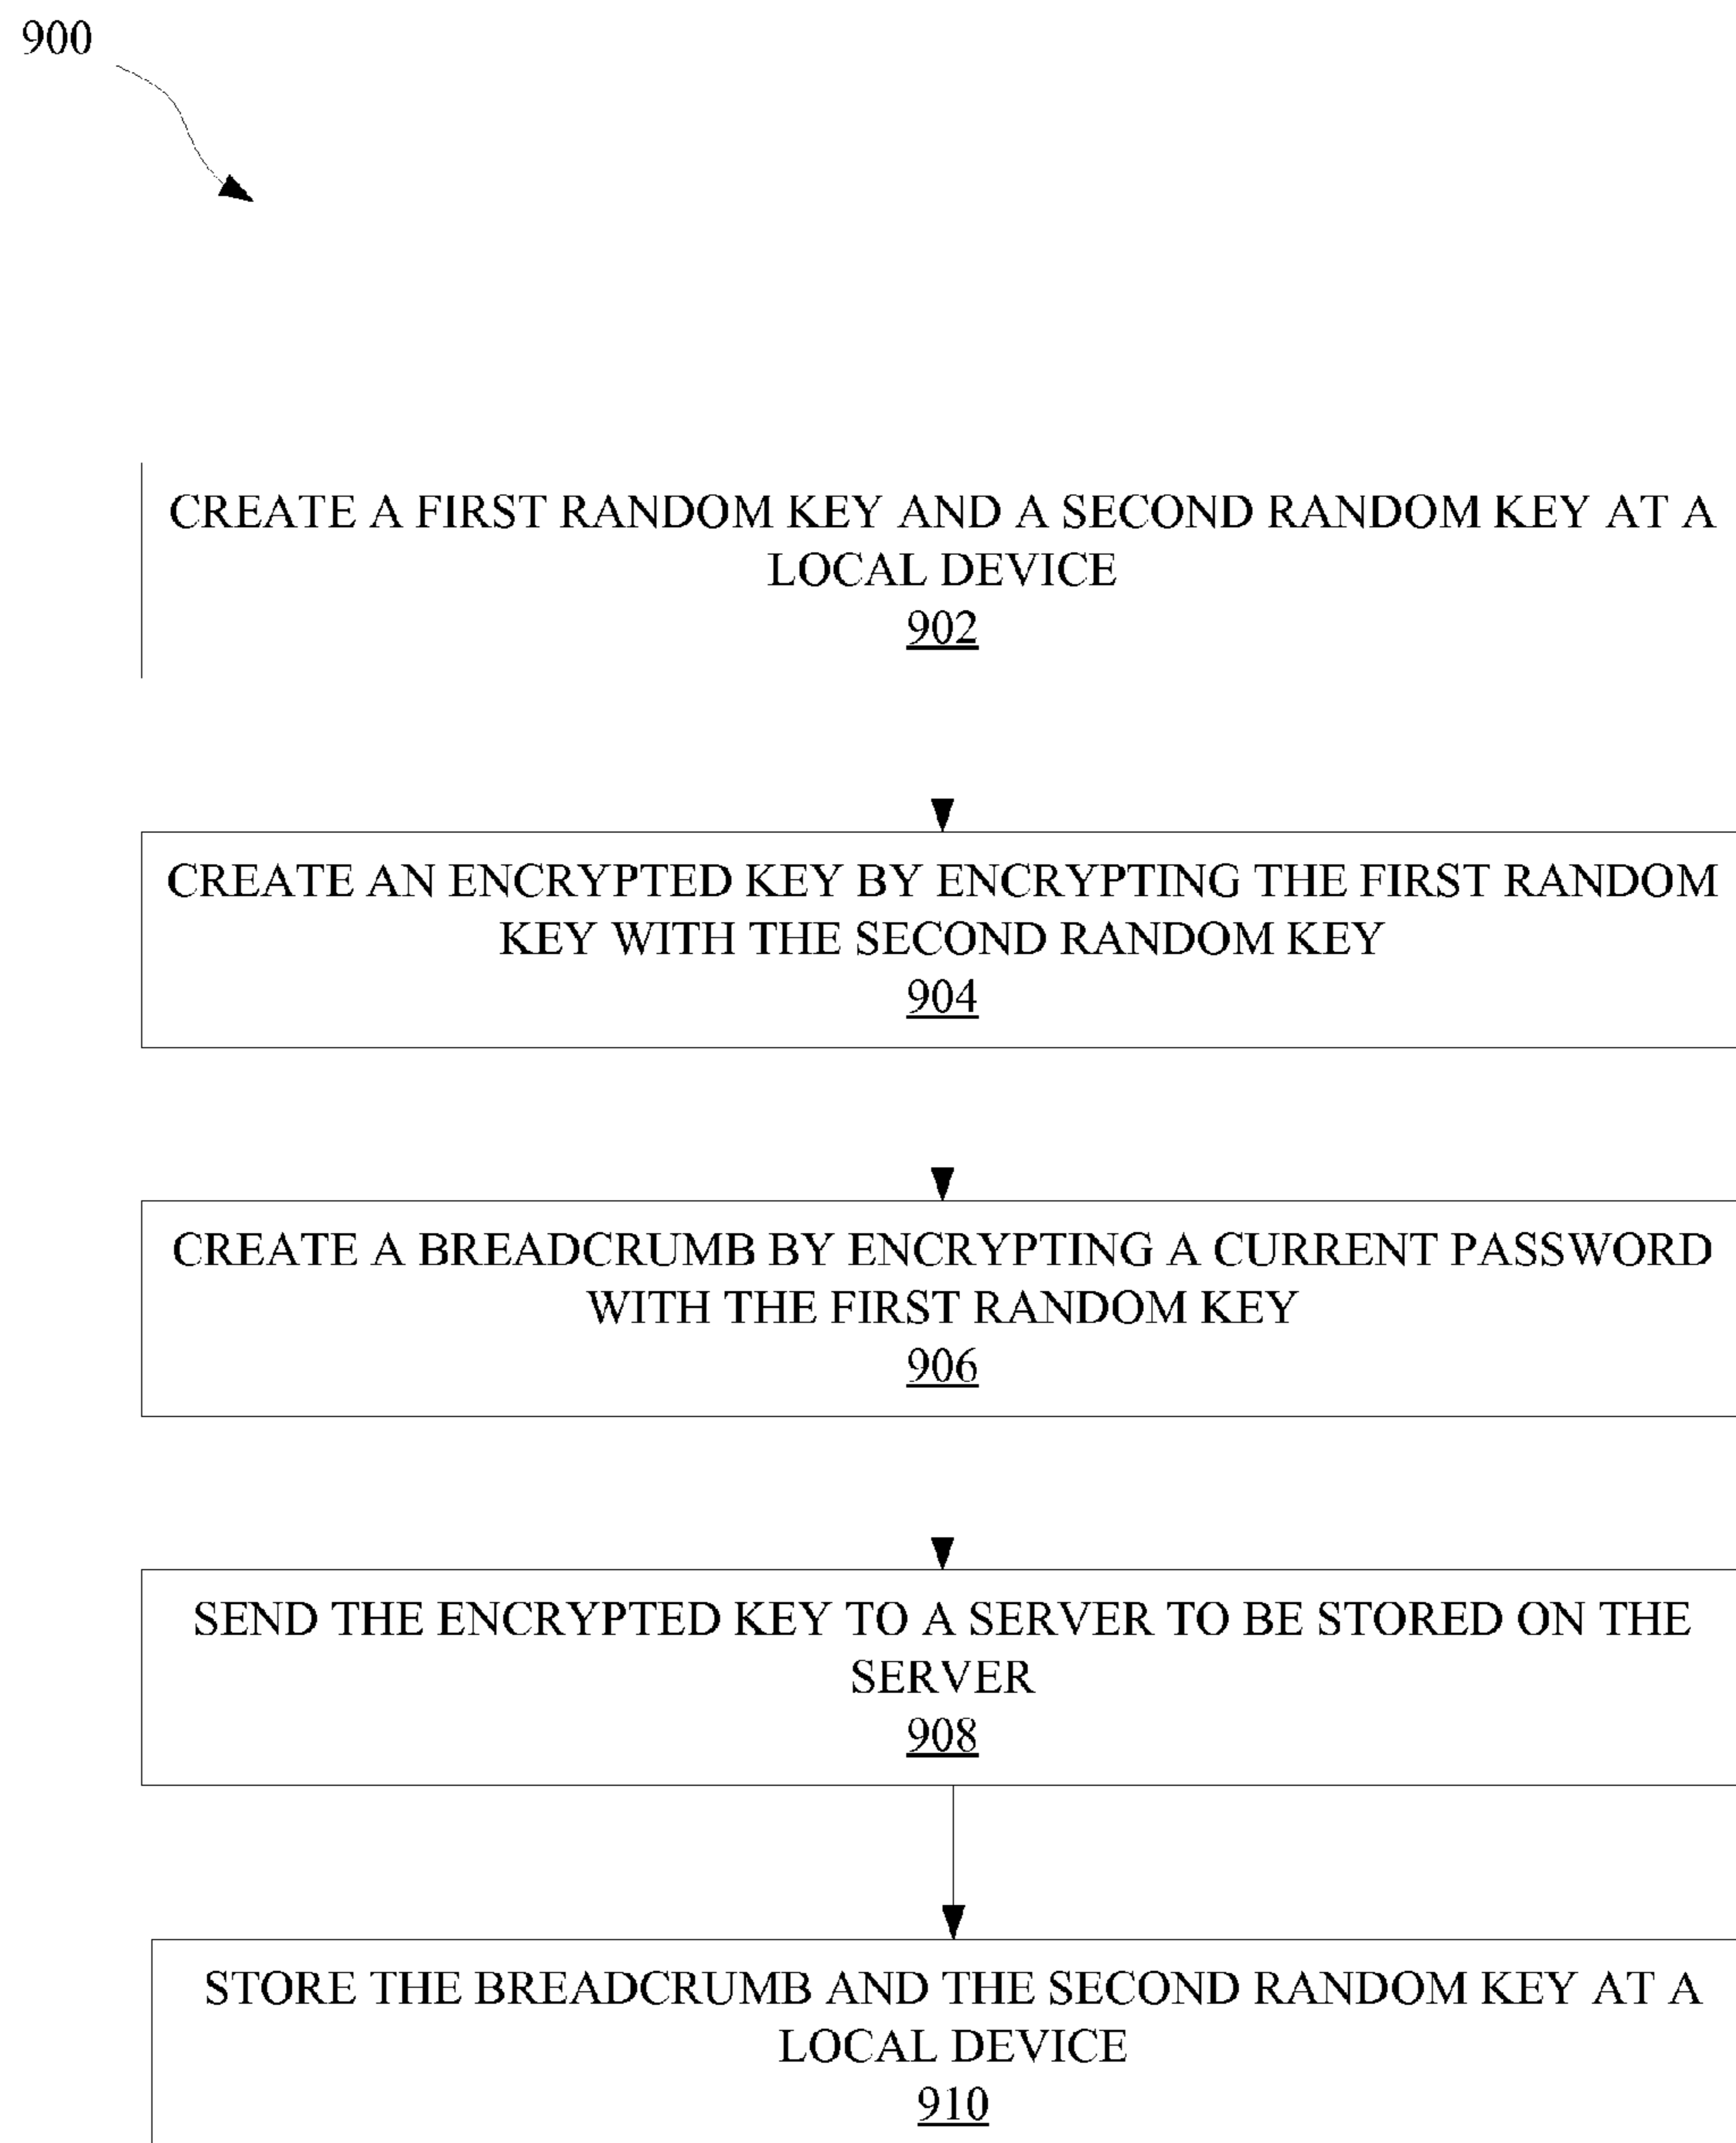 900
CREATE A FIRST RANDOM KEY AND A SECOND RANDOM KEY AT A
LOCAL DEVICE
902
CREATE AN ENCRYPTED KEY BY ENCRYPTING THE FIRST RANDOM
KEY WITH THE SECOND RANDOM KEY
904
CREATE A BREADCRUMB BY ENCRYPTING A CURRENT PASSWORD
WITH THE FIRST RANDOM KEY
906
SEND THE ENCRYPTED KEY TO A SERVER TO BE STORED ON THE
SERVER
908
STORE THE BREADCRUMB AND THE SECOND RANDOM KEY AT A
LOCAL DEVICE
910